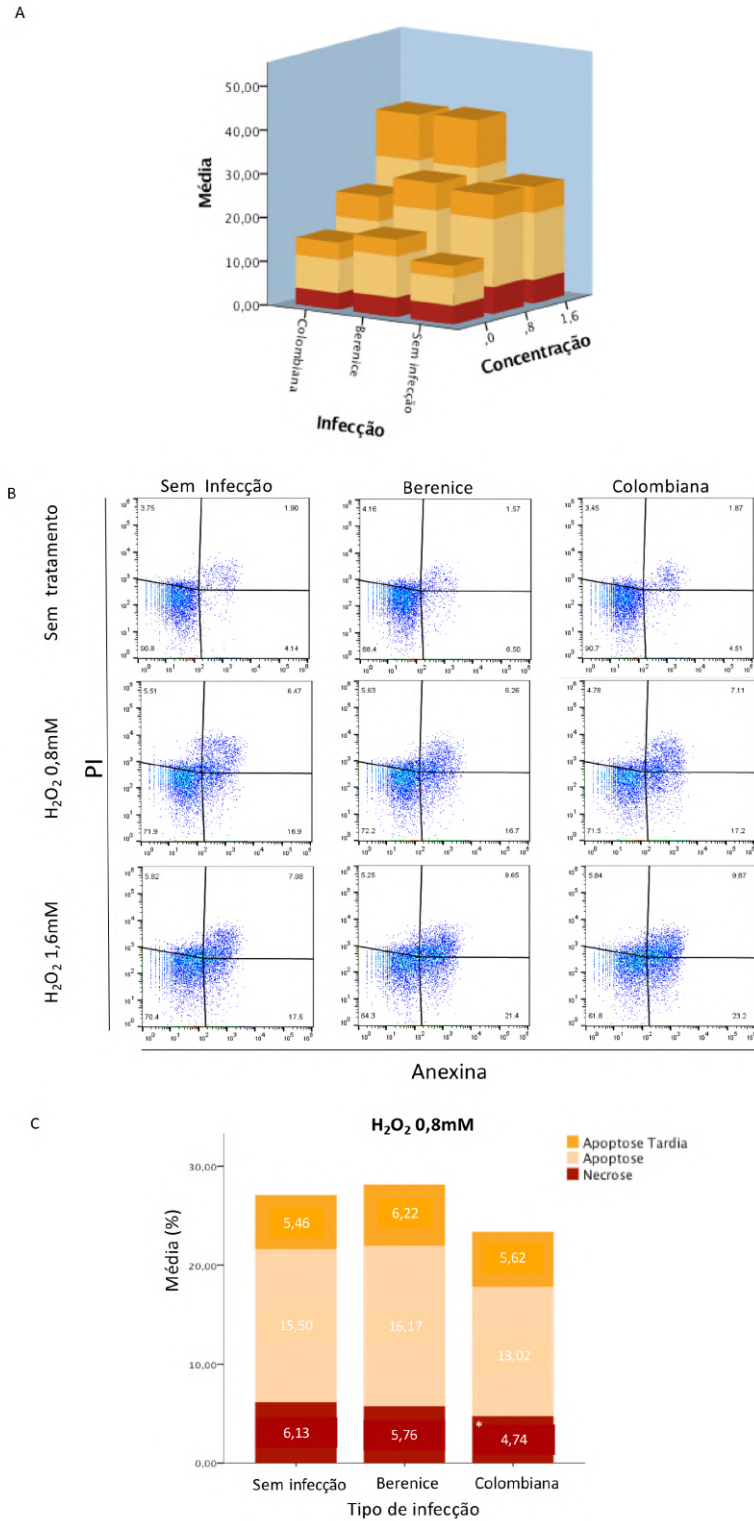 A
50,00
40,00
30,00
20,00
10,00
0,00
Média
Colombiana
Berenice
Sem infecção
Infecção
,0
,8
1,6
Concentração
B
Sem Infecção
Berenice
Colombiana
Sem tratamento
3.75 1.90
90.8 4.14
4.16 1.57
88.4 6.50
3.45 1.87
90.7 4.51
H₂O₂ 0,8mM
5.51 6.47
71.9 16.9
5.63 6.26
72.2 16.7
4.78 7.11
71.5 17.2
H₂O₂ 1,6mM
5.82 7.98
70.4 17.5
5.25 9.65
64.3 21.4
5.84 9.87
61.8 23.2
PI
Anexina
C
H₂O₂ 0,8mM
Apoptose Tardia
Apoptose
Necrose
Média (%)
30,00
20,00
10,00
0,00
5,46
15,50
6,13
6,22
16,17
5,76
5,62
13,02
*
4,74
Sem infecção
Berenice
Colombiana
Tipo de infecção